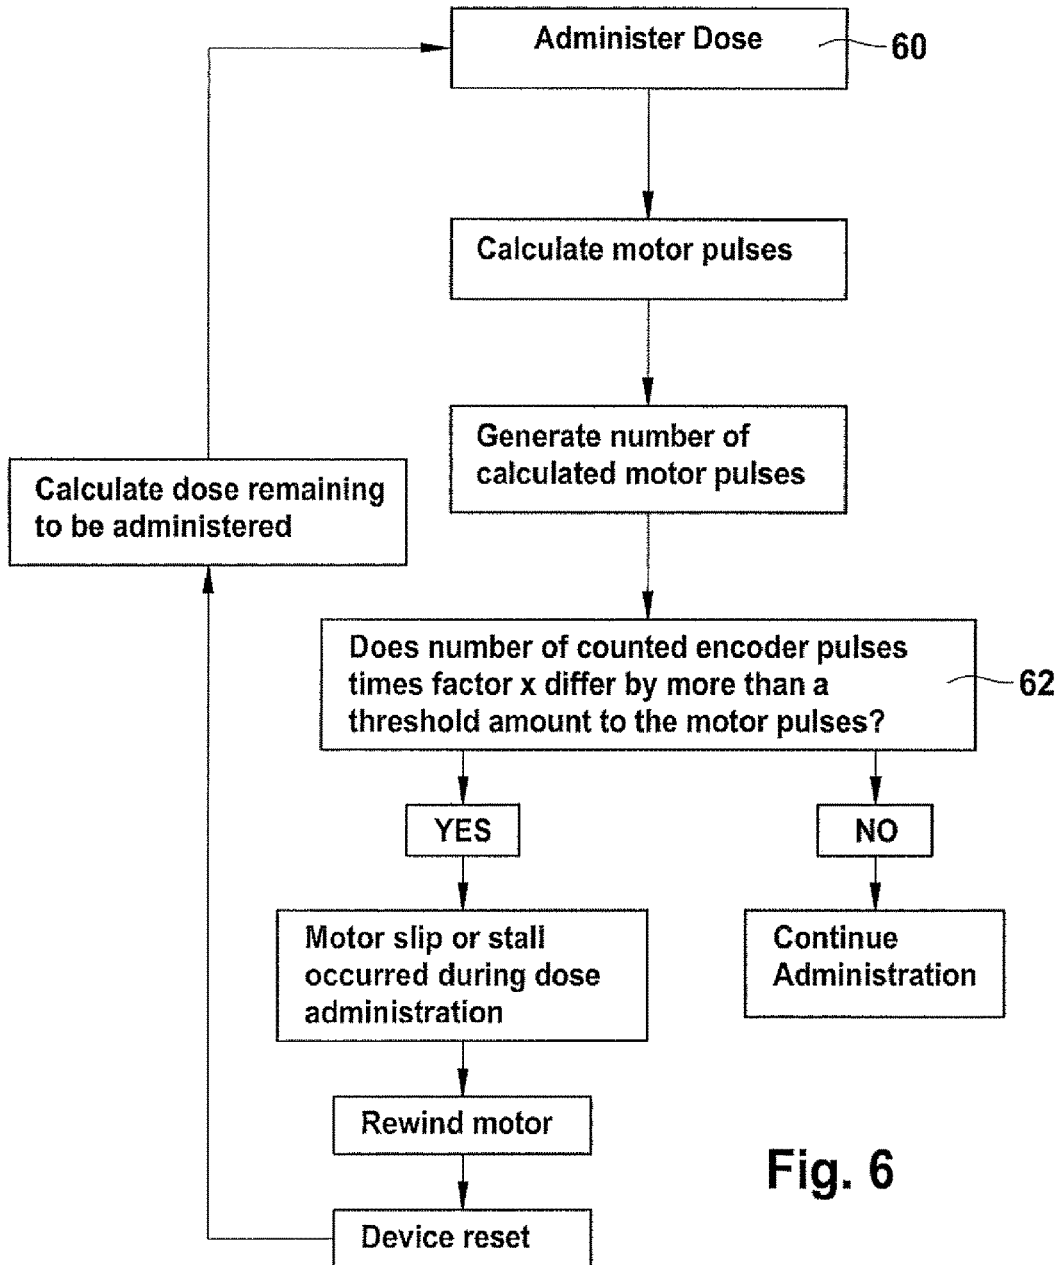 Administer Dose
60
Calculate motor pulses
Generate number of
calculated motor pulses
Calculate dose remaining
to be administered
Does number of counted encoder pulses
times factor x differ by more than a
threshold amount to the motor pulses?
62
YES
NO
Motor slip or stall
occurred during dose
administration
Continue
Administration
Rewind motor
Device reset
Fig. 6